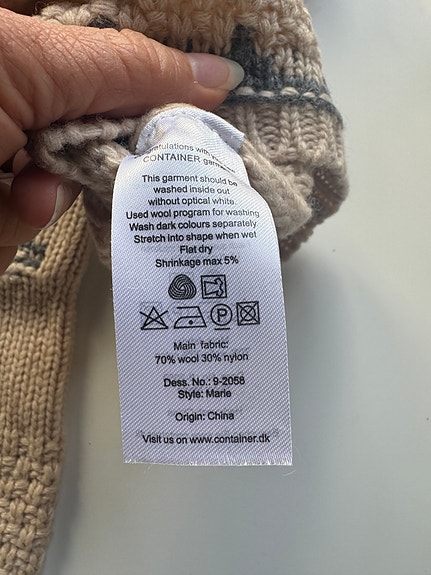 CONTAINER
This garment should be
washed inside out
without optical white.
Used wool program for washing
Wash dark colours separately
Stretch into shape when wet
Flat dry
Shrinkage max 5%
P
Main fabric:
70% wool 30% nylon
Dess. No.: 9-2058
Style: Marie
Origin: China
Visit us on www.container.dk